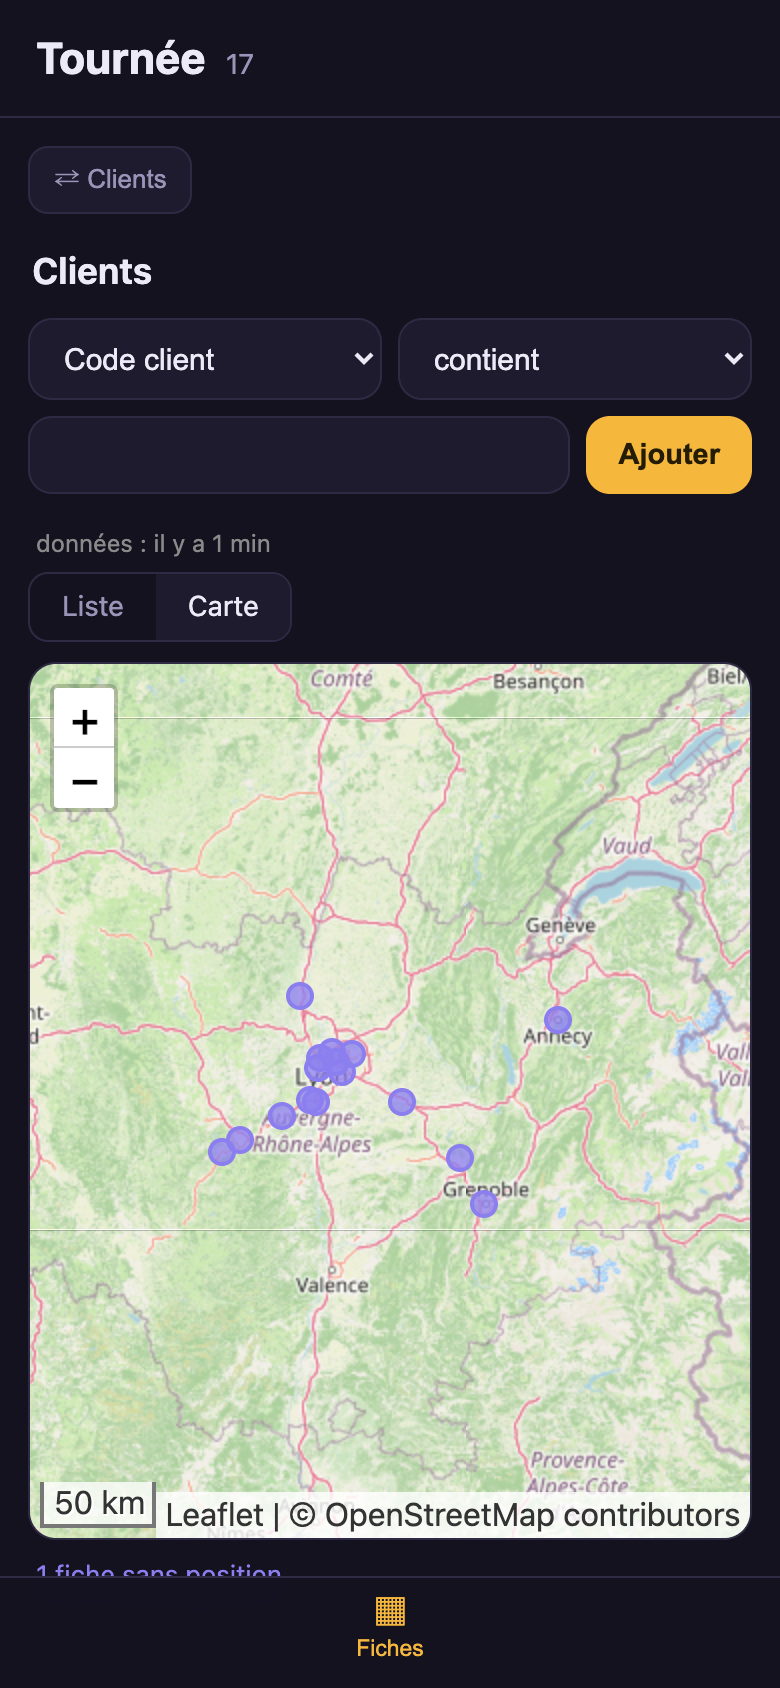 Tournée 17
⇄ Clients
Clients
Code client
contient
Ajouter
données : il y a 1 min
Liste
Carte
+
−
Comté
Besançon
Vaud
Genève
Annecy
Lyon
Auvergne-
Rhône-Alpes
Grenoble
Valence
Provence-
Alpes-Côte
50 km
Leaflet | © OpenStreetMap contributors
1 fiche sans position
Fiches